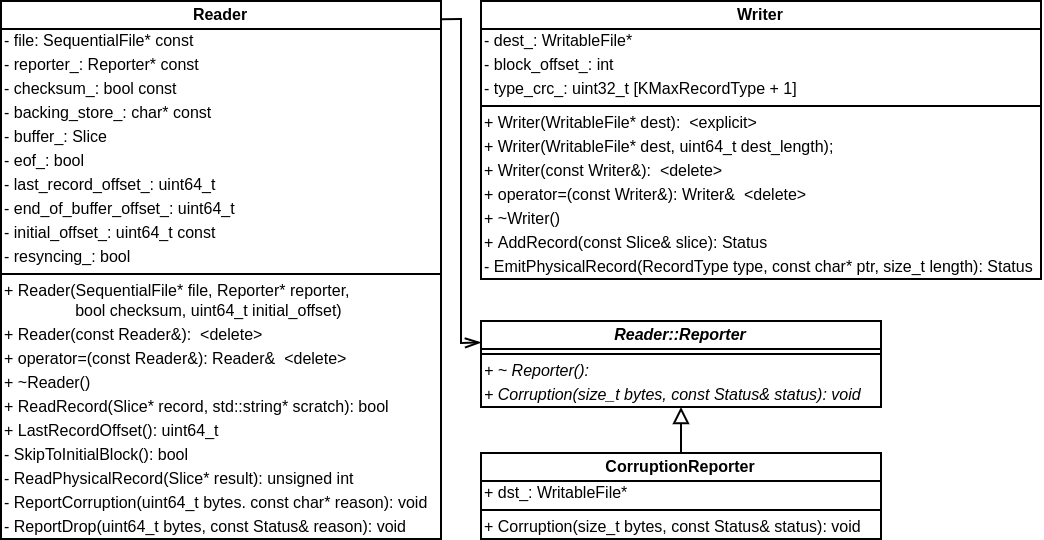 Reader
- file: SequentialFile* const
- reporter_: Reporter* const
- checksum_: bool const
- backing_store_: char* const
- buffer_: Slice
- eof_: bool
- last_record_offset_: uint64_t
- end_of_buffer_offset_: uint64_t
- initial_offset_: uint64_t const
- resyncing_: bool
+ Reader(SequentialFile* file, Reporter* reporter,
bool checksum, uint64_t initial_offset)
+ Reader(const Reader&):  <delete>
+ operator=(const Reader&): Reader&  <delete>
+ ~Reader()
+ ReadRecord(Slice* record, std::string* scratch): bool
+ LastRecordOffset(): uint64_t
- SkipToInitialBlock(): bool
- ReadPhysicalRecord(Slice* result): unsigned int
- ReportCorruption(uint64_t bytes. const char* reason): void
- ReportDrop(uint64_t bytes, const Status& reason): void
Writer
- dest_: WritableFile*
- block_offset_: int
- type_crc_: uint32_t [KMaxRecordType + 1]
+ Writer(WritableFile* dest):  <explicit>
+ Writer(WritableFile* dest, uint64_t dest_length);
+ Writer(const Writer&):  <delete>
+ operator=(const Writer&): Writer&  <delete>
+ ~Writer()
+ AddRecord(const Slice& slice): Status
- EmitPhysicalRecord(RecordType type, const char* ptr, size_t length): Status
Reader::Reporter
+ ~ Reporter():
+ Corruption(size_t bytes, const Status& status): void
CorruptionReporter
+ dst_: WritableFile*
+ Corruption(size_t bytes, const Status& status): void